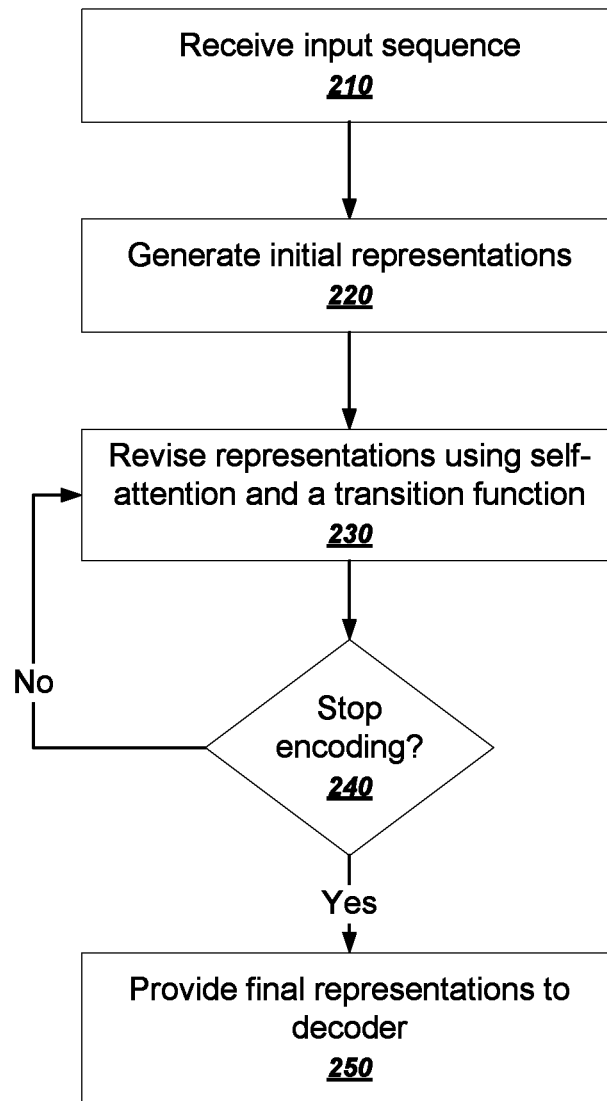 Receive input sequence
210
Generate initial representations
220
Revise representations using self-
attention and a transition function
230
No
Stop
encoding?
240
Yes
Provide final representations to
decoder
250